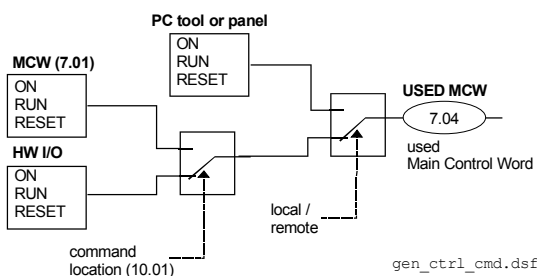 PC tool or panel
ON
RUN
RESET
MCW (7.01)
ON
RUN
RESET
USED MCW
7.04
used
Main Control Word
HW I/O
ON
RUN
RESET
local /
remote
command
location (10.01)
gen_ctrl_cmd.dsf